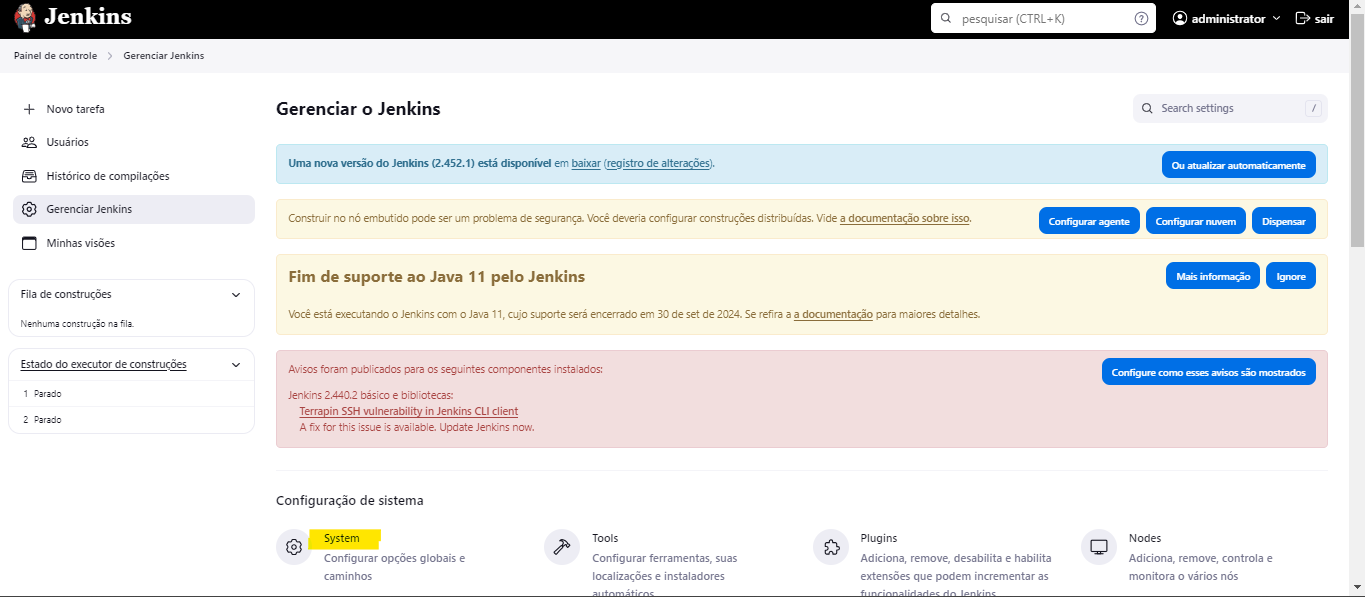 Jenkins
pesquisar (CTRL+K)
administrator
sair
Painel de controle
Gerenciar Jenkins
Novo tarefa
Usuários
Histórico de compilações
Gerenciar Jenkins
Minhas visões
Fila de construções
Nenhuma construção na fila.
Estado do executor de construções
1 Parado
2 Parado
Gerenciar o Jenkins
Search settings
/
Uma nova versão do Jenkins (2.452.1) está disponível em baixar (registro de alterações).
Ou atualizar automaticamente
Construir no nó embutido pode ser um problema de segurança. Você deveria configurar construções distribuídas. Vide a documentação sobre isso.
Configurar agente
Configurar nuvem
Dispensar
Fim de suporte ao Java 11 pelo Jenkins
Mais informação
Ignore
Você está executando o Jenkins com o Java 11, cujo suporte será encerrado em 30 de set de 2024. Se refira a a documentação para maiores detalhes.
Avisos foram publicados para os seguintes componentes instalados:
Configure como esses avisos são mostrados
Jenkins 2.440.2 básico e bibliotecas:
Terrapin SSH vulnerability in Jenkins CLI client
A fix for this issue is available. Update Jenkins now.
Configuração de sistema
System
Configurar opções globais e
caminhos
Tools
Configurar ferramentas, suas
localizações e instaladores
automáticos
Plugins
Adiciona, remove, desabilita e habilita
extensões que podem incrementar as
funcionalidades do Jenkins
Nodes
Adiciona, remove, controla e
monitora o vários nós